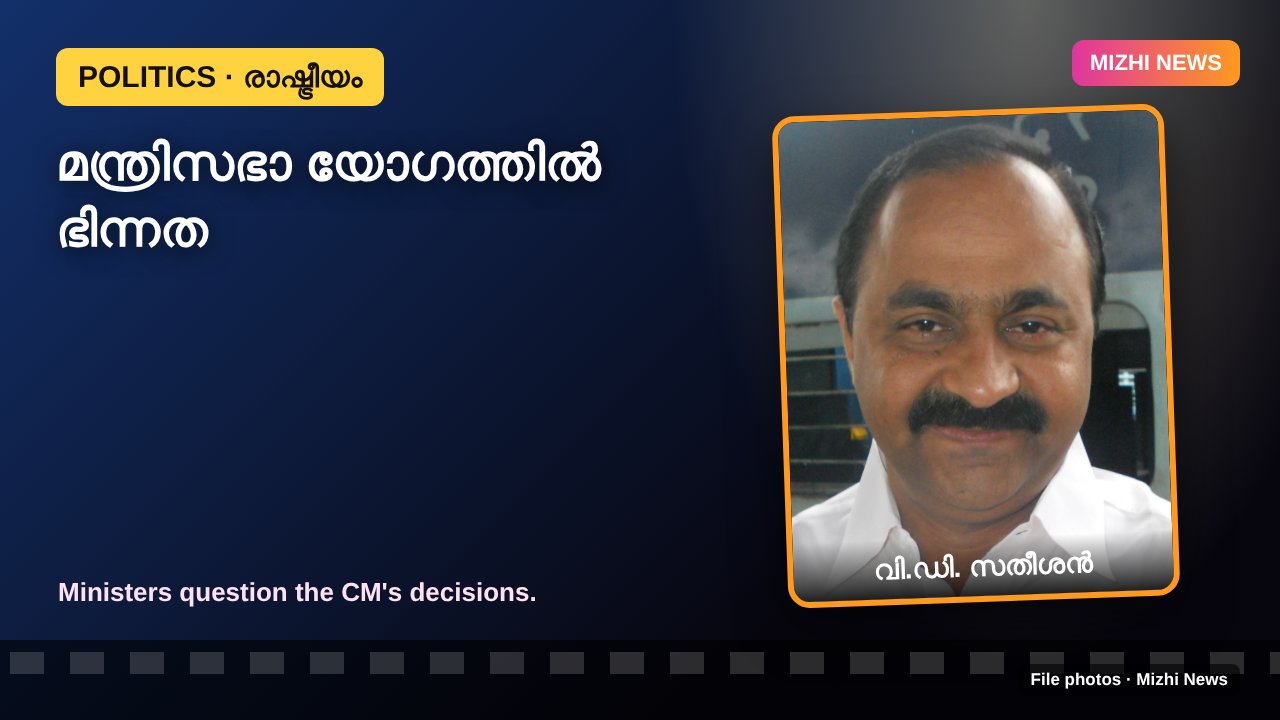 POLITICS · രാഷ്ട്രീയം
MIZHI NEWS
മന്ത്രിസഭാ യോഗത്തിൽ
ഭിന്നത
വി.ഡി. സതീശൻ
Ministers question the CM's decisions.
File photos · Mizhi News